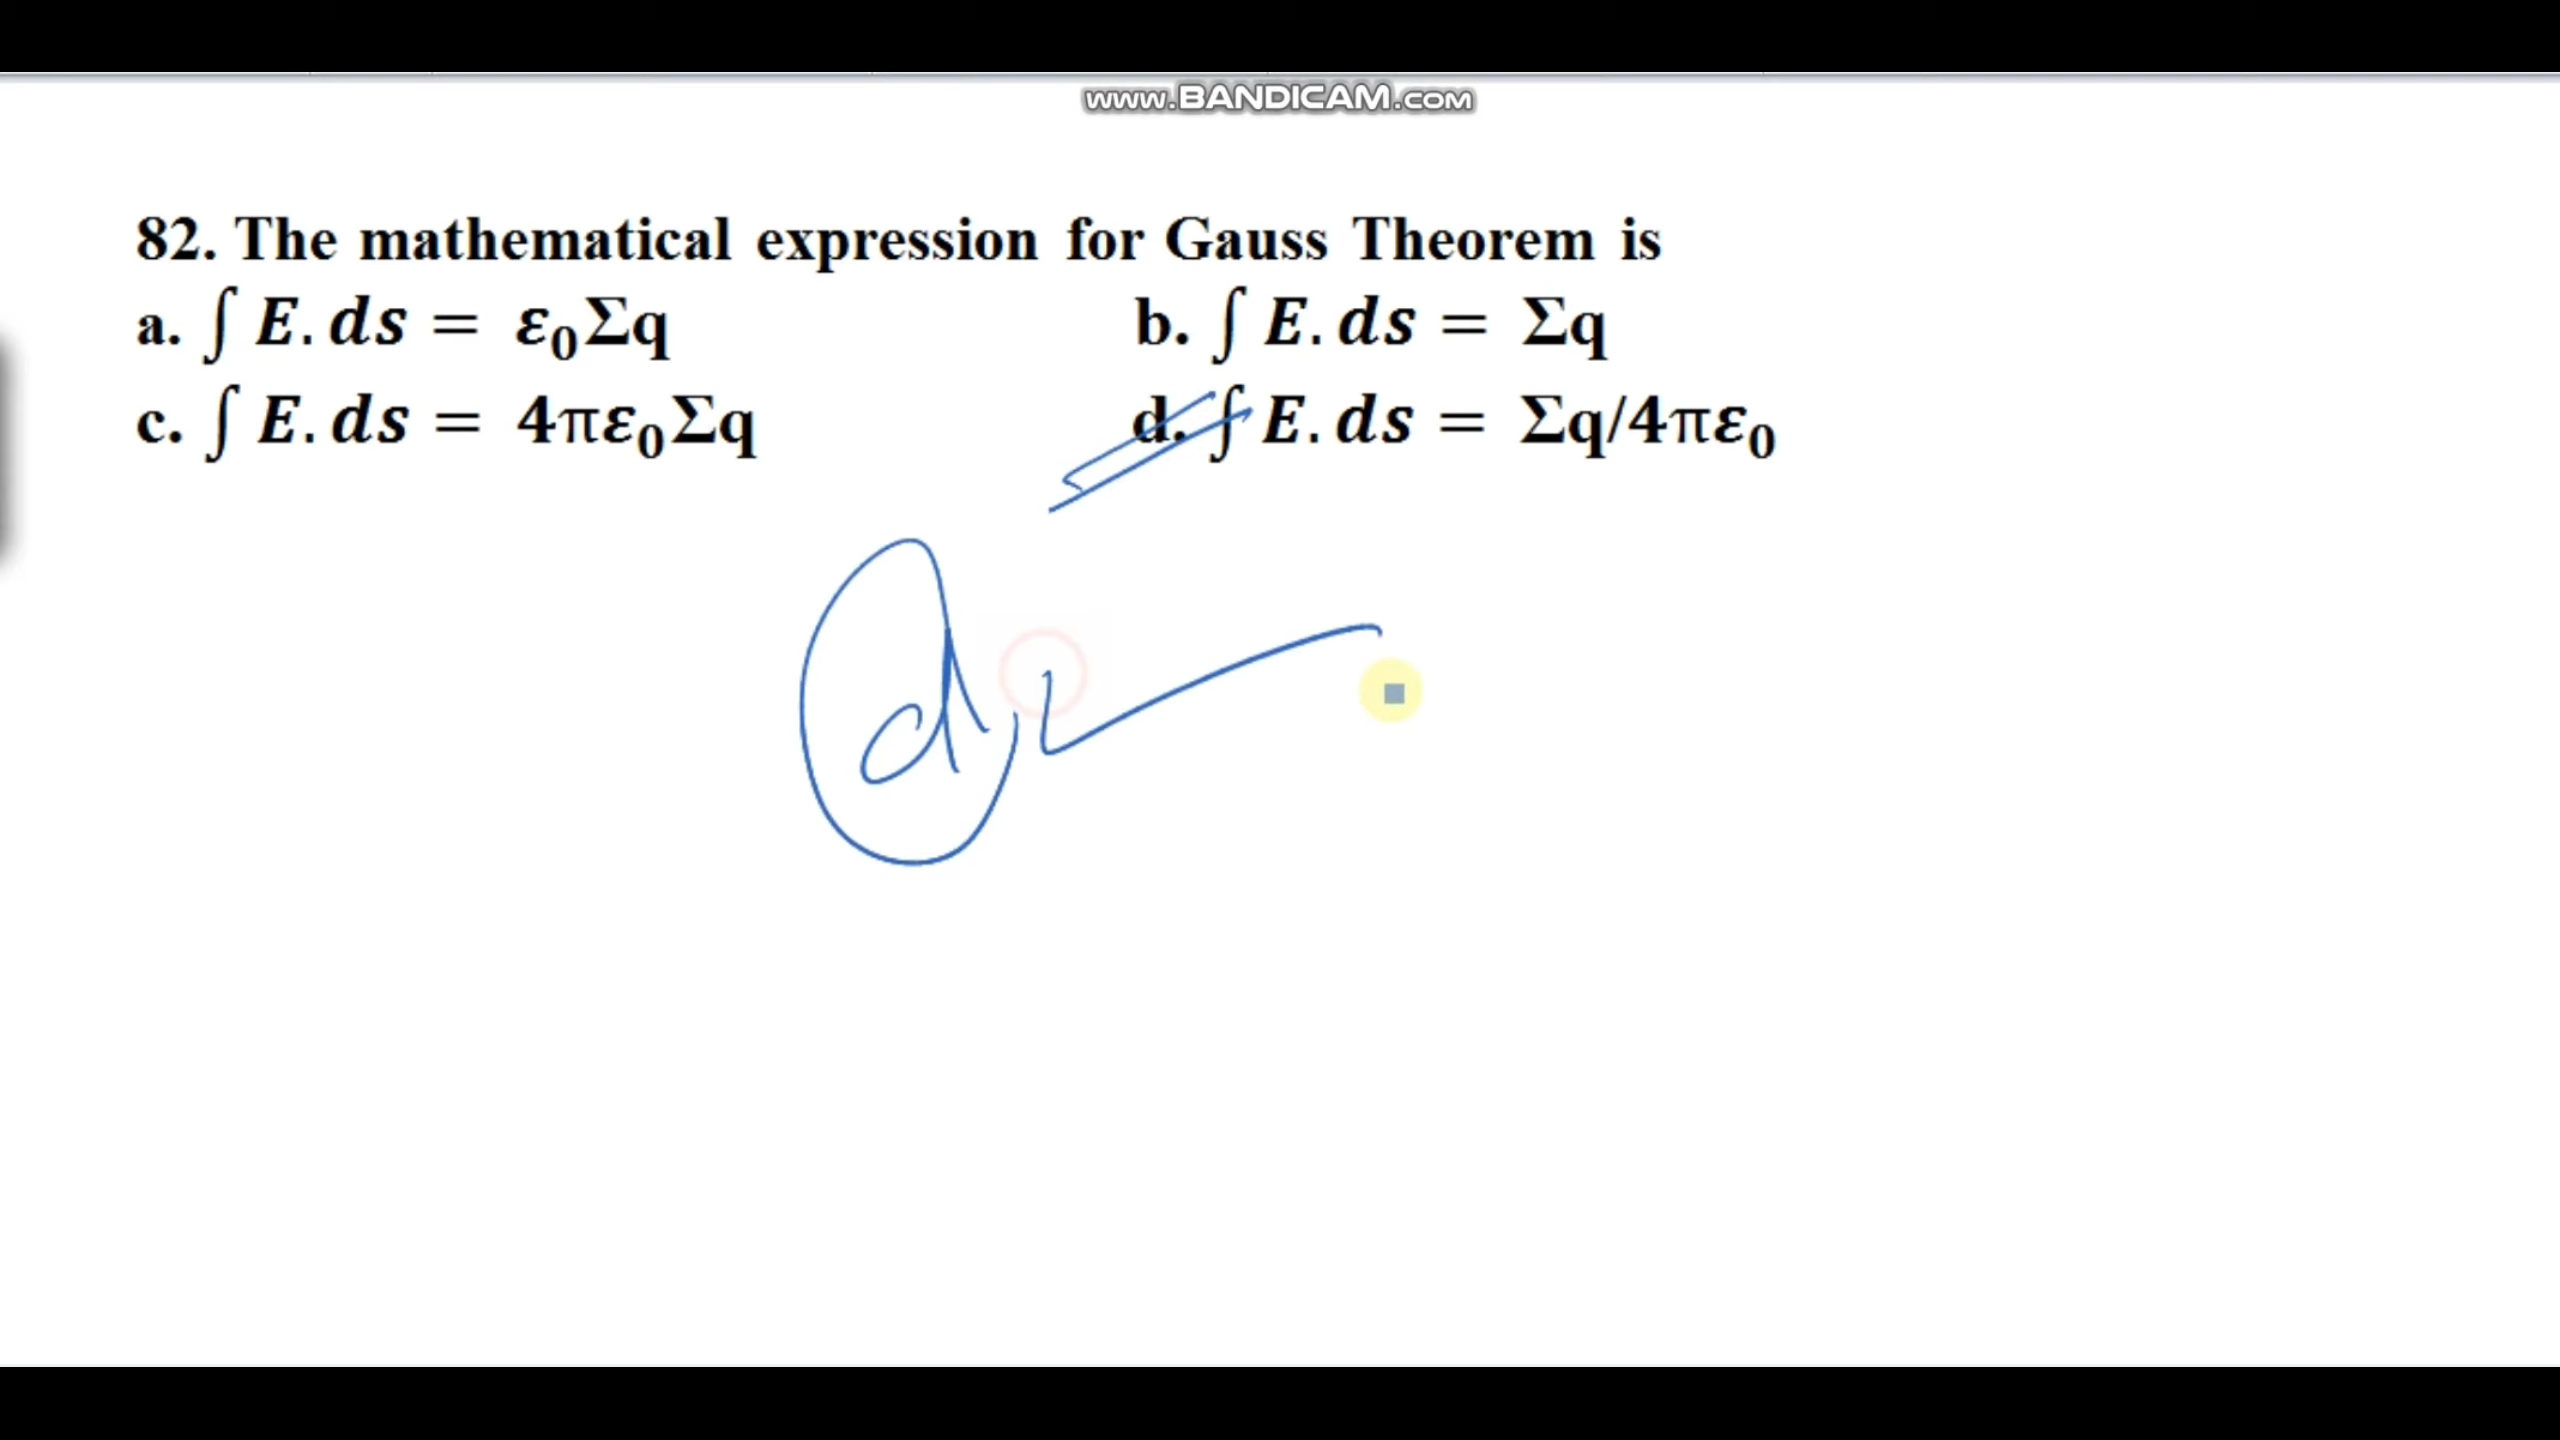 www.BANDICAM.com
82. The mathematical expression for Gauss Theorem is
a. ∫ E. ds = ε₀Σq b. ∫ E. ds = Σq
c. ∫ E. ds = 4πε₀Σq d. ∫ E. ds = Σq/4πε₀
d